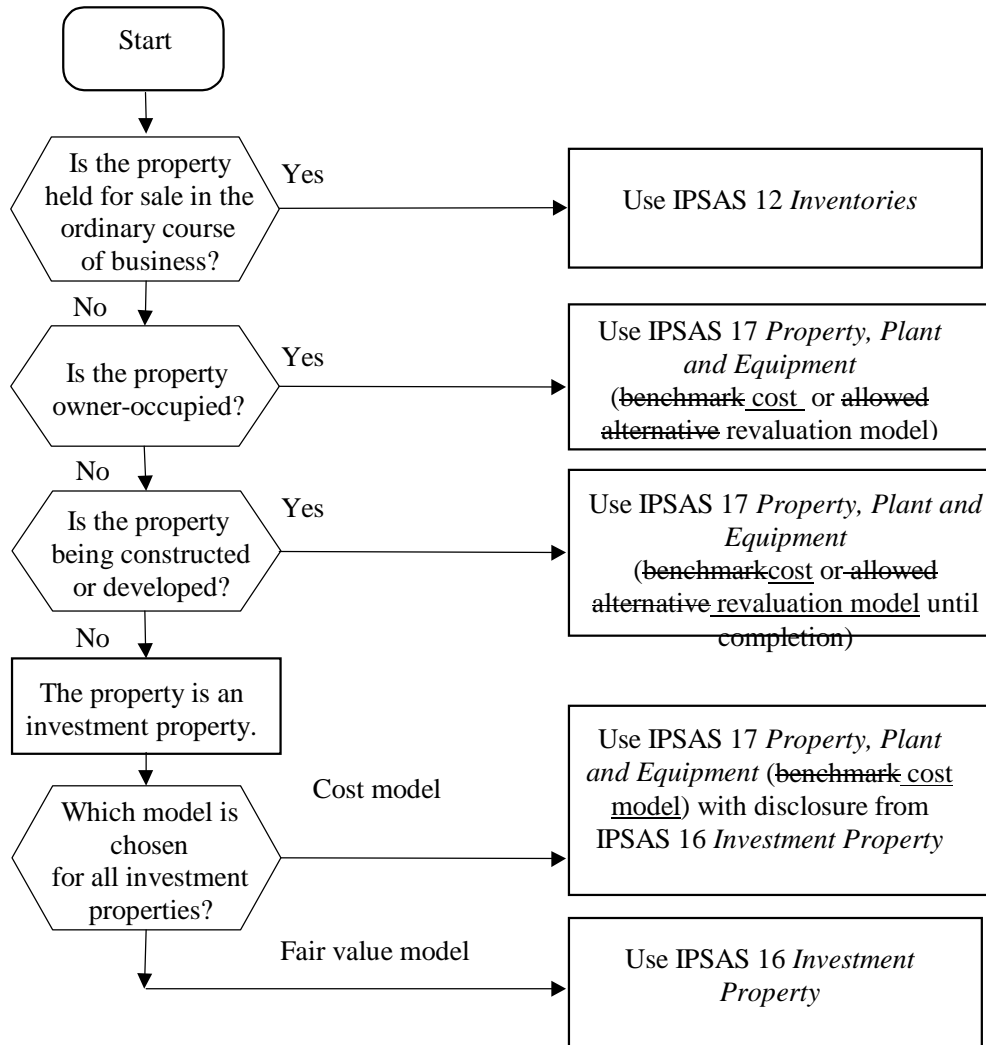 Start
Is the property
held for sale in the
ordinary course
of business?
Yes
Use IPSAS 12 Inventories
No
Is the property
owner-occupied?
Yes
Use IPSAS 17 Property, Plant
and Equipment
(benchmark cost or allowed
alternative revaluation model)
No
Is the property
being constructed
or developed?
Yes
Use IPSAS 17 Property, Plant and
Equipment
(benchmarkcost or allowed
alternative revaluation model until
completion)
No
The property is an
investment property.
Which model is
chosen
for all investment
properties?
Cost model
Use IPSAS 17 Property, Plant
and Equipment (benchmark cost
model) with disclosure from
IPSAS 16 Investment Property
Fair value model
Use IPSAS 16 Investment
Property